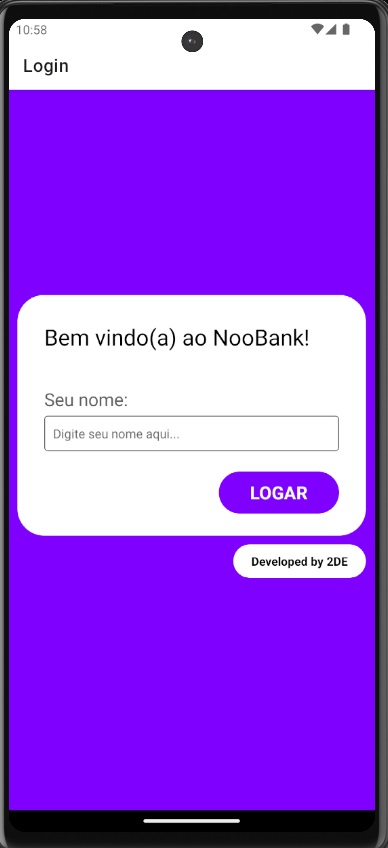 10:58
Login
Bem vindo(a) ao NooBank!
Seu nome:
Digite seu nome aqui...
LOGAR
Developed by 2DE